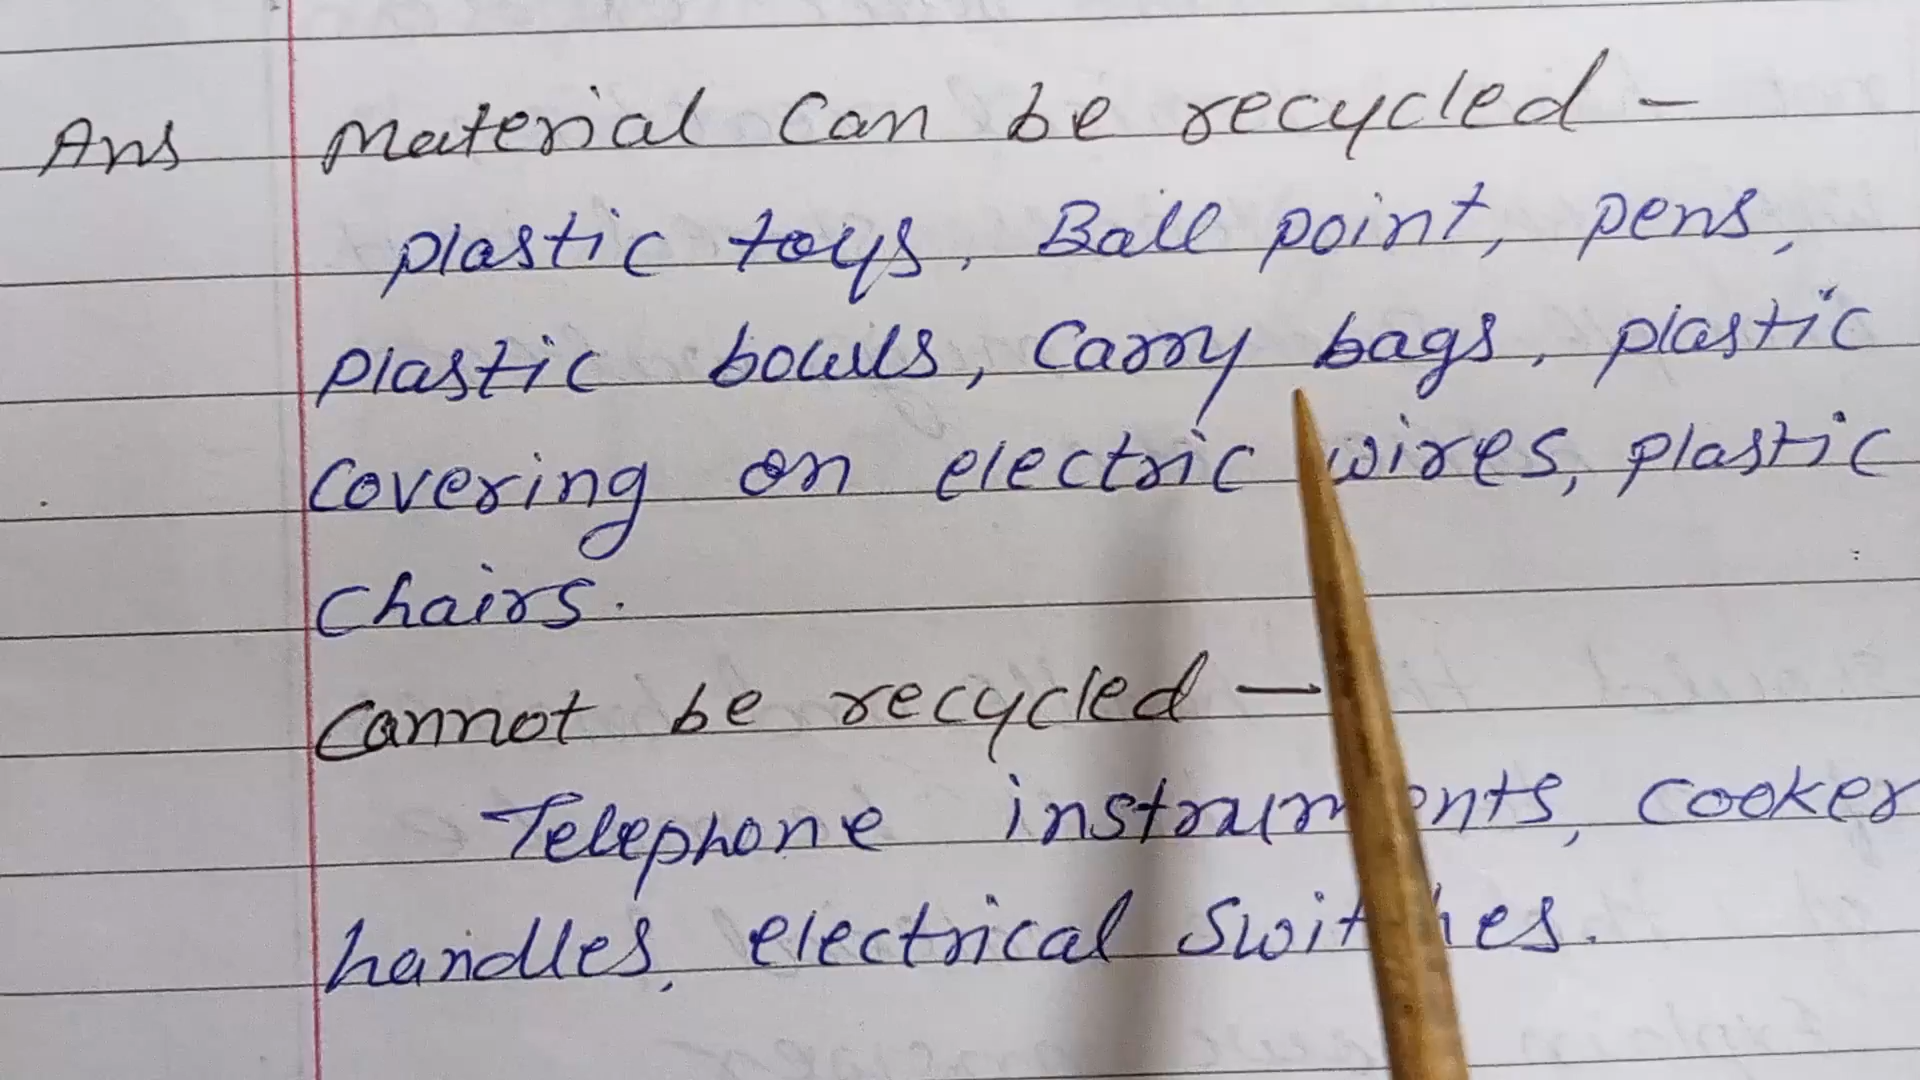 Ans Material Can be recycled -
plastic toys, Ball point, pens,
plastic bowls, Carry bags, plastic
Covering on electric wires, plastic
Chairs.
Cannot be recycled -
Telephone instruments, cooker
handles, electrical Switches.